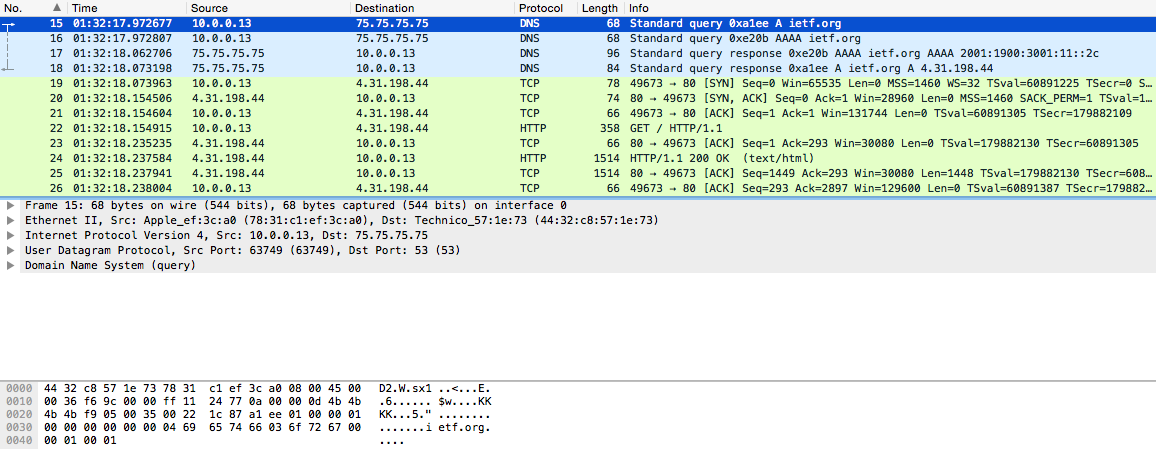 No. Time Source Destination Protocol Length Info
15 01:32:17.972677 10.0.0.13 75.75.75.75 DNS 68 Standard query 0xa1ee A ietf.org
16 01:32:17.972807 10.0.0.13 75.75.75.75 DNS 68 Standard query 0xe20b AAAA ietf.org
17 01:32:18.062706 75.75.75.75 10.0.0.13 DNS 96 Standard query response 0xe20b AAAA ietf.org AAAA 2001:1900:3001:11::2c
18 01:32:18.073198 75.75.75.75 10.0.0.13 DNS 84 Standard query response 0xa1ee A ietf.org A 4.31.198.44
19 01:32:18.073963 10.0.0.13 4.31.198.44 TCP 78 49673 → 80 [SYN] Seq=0 Win=65535 Len=0 MSS=1460 WS=32 TSval=60891225 TSecr=0 S…
20 01:32:18.154506 4.31.198.44 10.0.0.13 TCP 74 80 → 49673 [SYN, ACK] Seq=0 Ack=1 Win=28960 Len=0 MSS=1460 SACK_PERM=1 TSval=1…
21 01:32:18.154604 10.0.0.13 4.31.198.44 TCP 66 49673 → 80 [ACK] Seq=1 Ack=1 Win=131744 Len=0 TSval=60891305 TSecr=179882109
22 01:32:18.154915 10.0.0.13 4.31.198.44 HTTP 358 GET / HTTP/1.1
23 01:32:18.235235 4.31.198.44 10.0.0.13 TCP 66 80 → 49673 [ACK] Seq=1 Ack=293 Win=30080 Len=0 TSval=179882130 TSecr=60891305
24 01:32:18.237584 4.31.198.44 10.0.0.13 HTTP 1514 HTTP/1.1 200 OK (text/html)
25 01:32:18.237941 4.31.198.44 10.0.0.13 TCP 1514 80 → 49673 [ACK] Seq=1449 Ack=293 Win=30080 Len=1448 TSval=179882130 TSecr=608…
26 01:32:18.238004 10.0.0.13 4.31.198.44 TCP 66 49673 → 80 [ACK] Seq=293 Ack=2897 Win=129600 Len=0 TSval=60891387 TSecr=179882…
Frame 15: 68 bytes on wire (544 bits), 68 bytes captured (544 bits) on interface 0
Ethernet II, Src: Apple_ef:3c:a0 (78:31:c1:ef:3c:a0), Dst: Technico_57:1e:73 (44:32:c8:57:1e:73)
Internet Protocol Version 4, Src: 10.0.0.13, Dst: 75.75.75.75
User Datagram Protocol, Src Port: 63749 (63749), Dst Port: 53 (53)
Domain Name System (query)
0000 44 32 c8 57 1e 73 78 31 c1 ef 3c a0 08 00 45 00 D2.W.sx1 ..<...E.
0010 00 36 f6 9c 00 00 ff 11 24 77 0a 00 00 0d 4b 4b .6...... $w....KK
0020 4b 4b f9 05 00 35 00 22 1c 87 a1 ee 01 00 00 01 KK...5." ........
0030 00 00 00 00 00 00 04 69 65 74 66 03 6f 72 67 00 .......i etf.org.
0040 00 01 00 01 ....